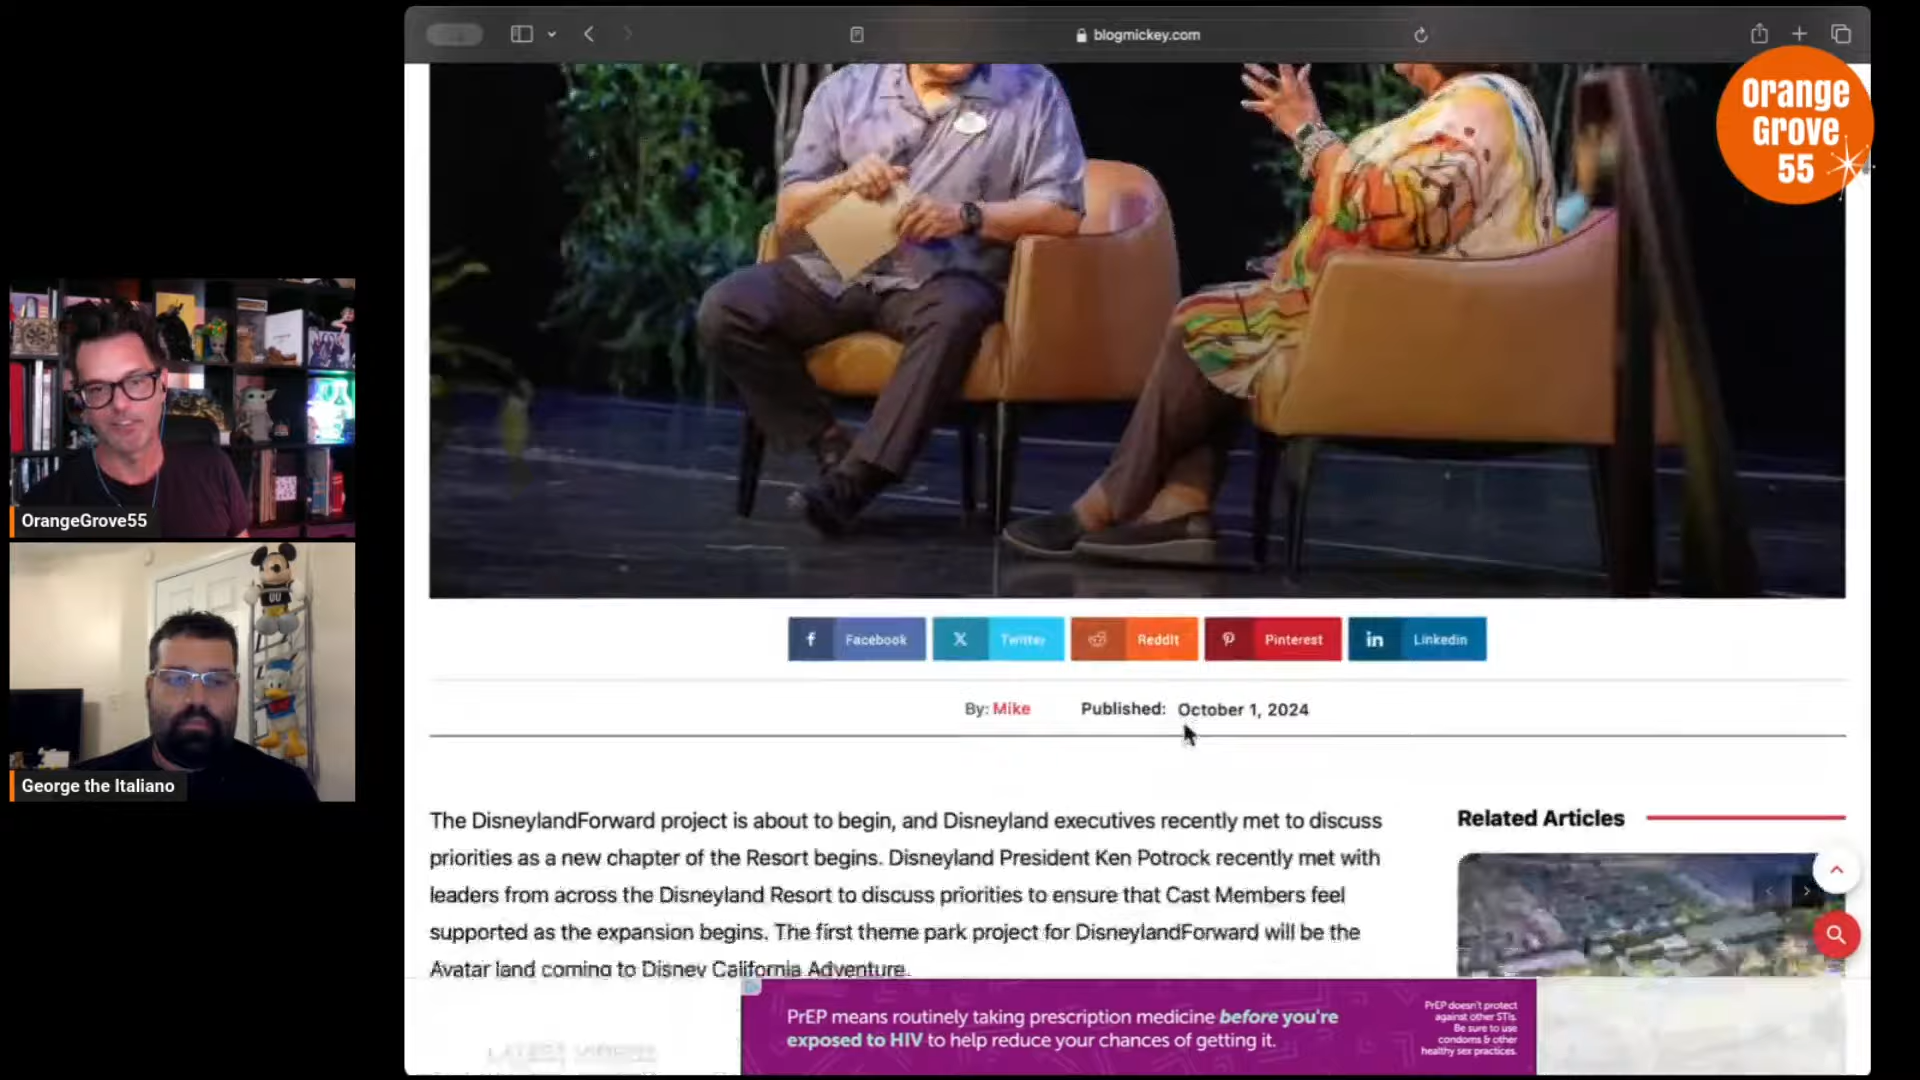 blogmickey.com
Orange
Grove
55
OrangeGrove55
OO
George the Italiano
Facebook
Twitter
Reddit
Pinterest
Linkedin
By: Mike
Published: October 1, 2024
The DisneylandForward project is about to begin, and Disneyland executives recently met to discuss
priorities as a new chapter of the Resort begins. Disneyland President Ken Potrock recently met with
leaders from across the Disneyland Resort to discuss priorities to ensure that Cast Members feel
supported as the expansion begins. The first theme park project for DisneylandForward will be the
Avatar land coming to Disney California Adventure.
Related Articles
PrEP means routinely taking prescription medicine before you're
exposed to HIV to help reduce your chances of getting it.
PrEP doesn't protect
against other STIs.
Be sure to use
condoms & other
healthy sex practices.